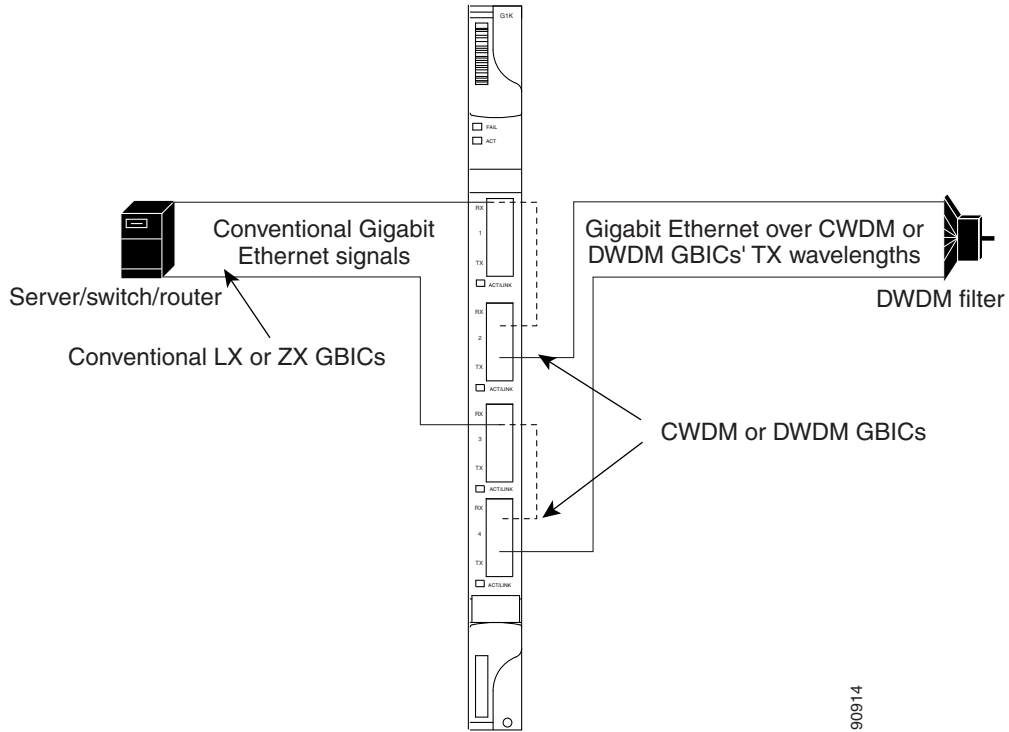 G1K
FAIL
ACT
RX
1
TX
ACT/LINK
RX
2
TX
ACT/LINK
RX
3
TX
ACT/LINK
RX
4
TX
ACT/LINK
Conventional Gigabit
Ethernet signals
Server/switch/router
Conventional LX or ZX GBICs
Gigabit Ethernet over CWDM or
DWDM GBICs' TX wavelengths
DWDM filter
CWDM or DWDM GBICs
90914